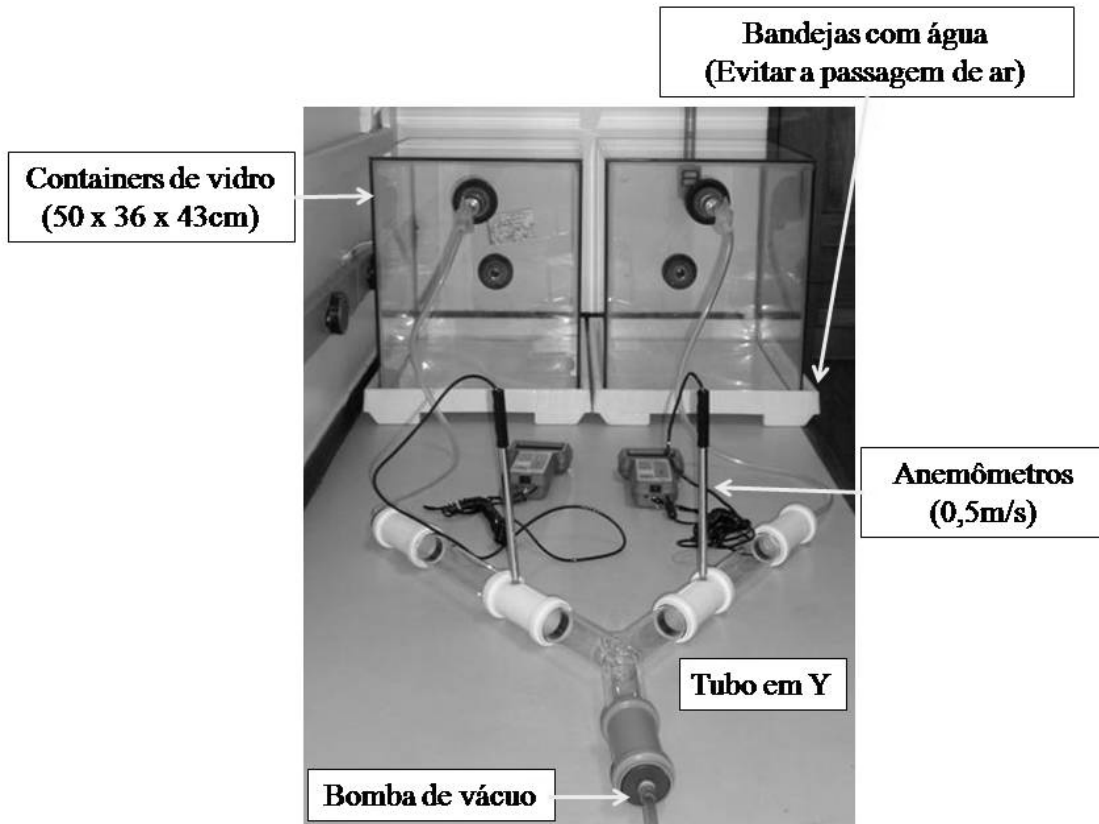 Bandejas com água
(Evitar a passagem de ar)
Containers de vidro
(50 x 36 x 43cm)
Anemômetros
(0,5m/s)
Tubo em Y
Bomba de vácuo